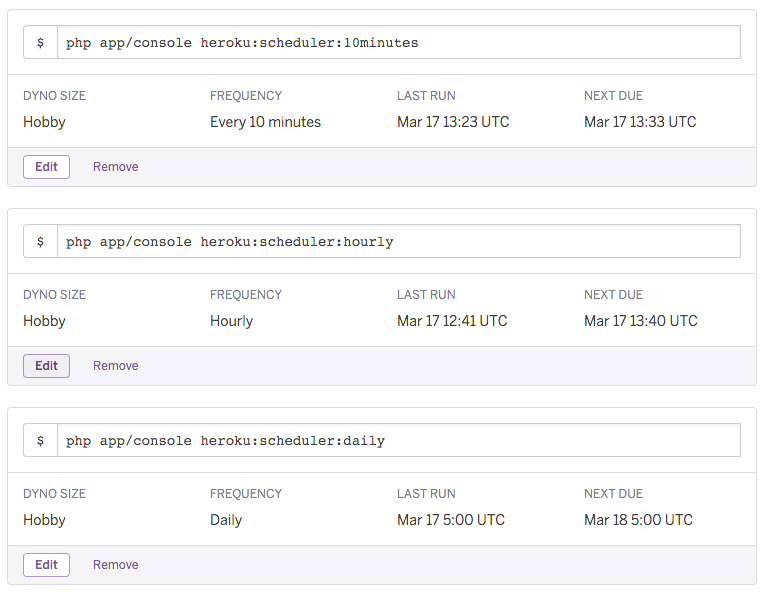 $ php app/console heroku:scheduler:10minutes
DYNO SIZE FREQUENCY LAST RUN NEXT DUE
Hobby Every 10 minutes Mar 17 13:23 UTC Mar 17 13:33 UTC
Edit Remove
$ php app/console heroku:scheduler:hourly
DYNO SIZE FREQUENCY LAST RUN NEXT DUE
Hobby Hourly Mar 17 12:41 UTC Mar 17 13:40 UTC
Edit Remove
$ php app/console heroku:scheduler:daily
DYNO SIZE FREQUENCY LAST RUN NEXT DUE
Hobby Daily Mar 17 5:00 UTC Mar 18 5:00 UTC
Edit Remove